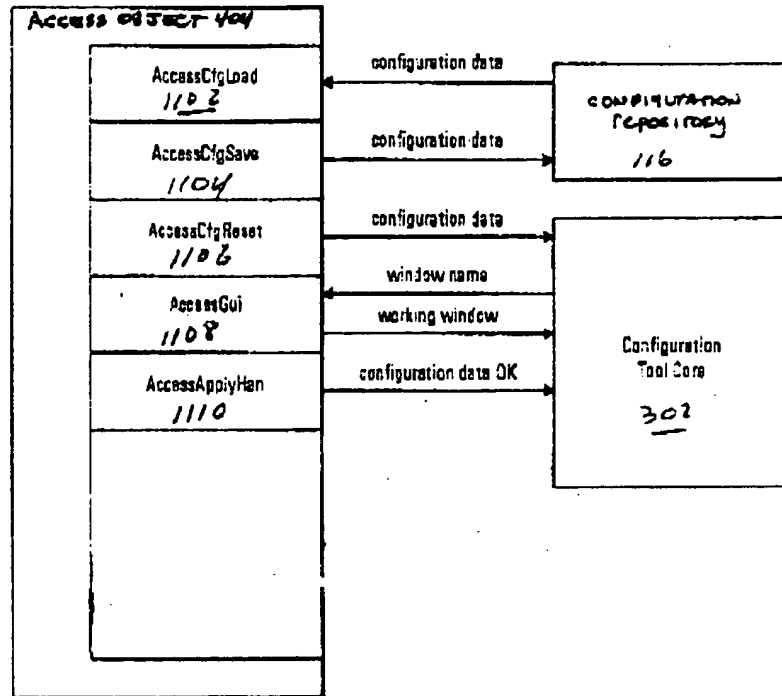 ACCESS OBJECT 404
AccessCfgLoad
1102
AccessCfgSave
1104
AccessCfgReset
1106
AccessGui
1108
AccessApplyHan
1110
configuration data
configuration data
configuration data
window name
working window
configuration data OK
CONFIGURATION
REPOSITORY
116
Configuration
Tool Core
302